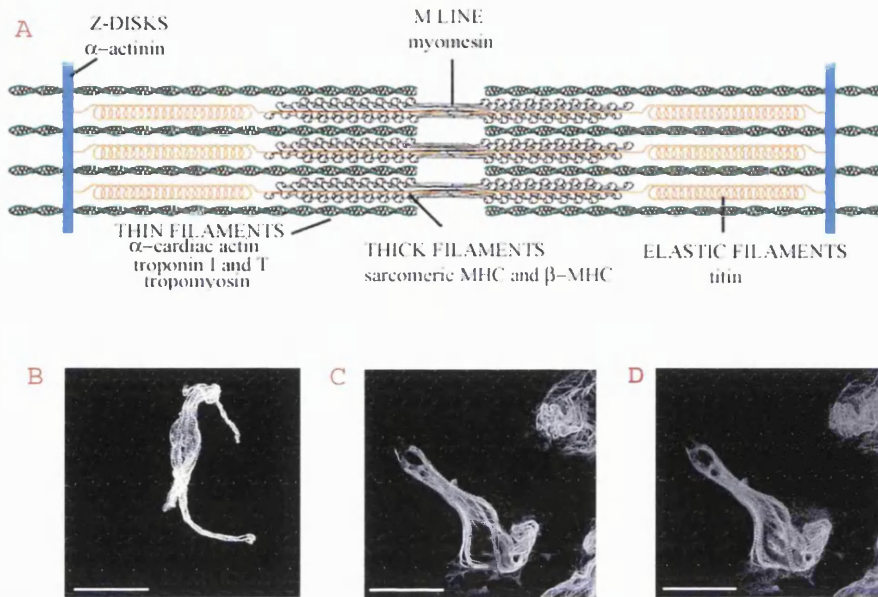 A
Z-DISKS
α-actinin
M LINE
myomesin
THIN FILAMENTS
α-cardiac actin
troponin I and T
tropomyosin
THICK FILAMENTS
sarcomeric MHC and β-MHC
ELASTIC FILAMENTS
titin
B
C
D